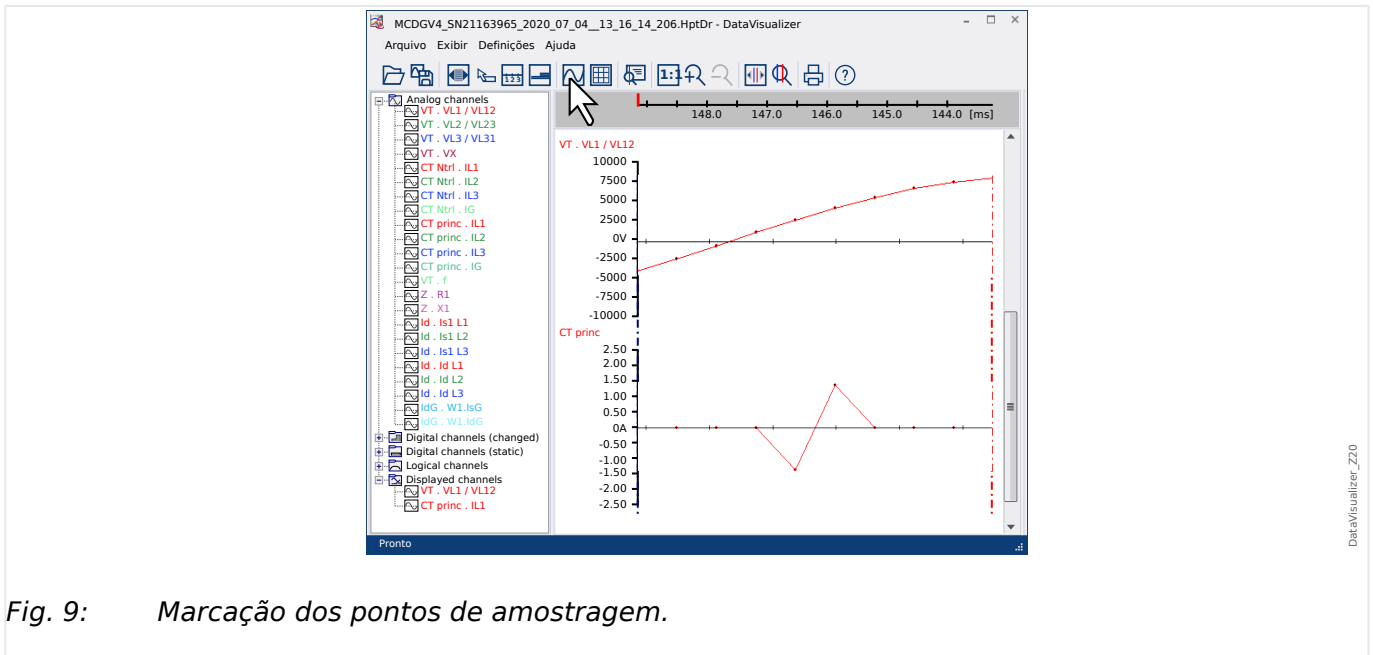 MCDGV4_SN21163965_2020_07_04__13_16_14_206.HptDr - DataVisualizer
Arquivo Exibir Definições Ajuda
1 2 3
1:1
?
Analog channels
VT . VL1 / VL12
VT . VL2 / VL23
VT . VL3 / VL31
VT . VX
CT Ntrl . IL1
CT Ntrl . IL2
CT Ntrl . IL3
CT Ntrl . IG
CT princ . IL1
CT princ . IL2
CT princ . IL3
CT princ . IG
VT . f
Z . R1
Z . X1
Id . Is1 L1
Id . Is1 L2
Id . Is1 L3
Id . Id L1
Id . Id L2
Id . Id L3
IdG . W1.IsG
IdG . W1.IdG
Digital channels (changed)
Digital channels (static)
Logical channels
Displayed channels
VT . VL1 / VL12
CT princ . IL1
148.0 147.0 146.0 145.0 144.0 [ms]
VT . VL1 / VL12
10000
7500
5000
2500
0V
-2500
-5000
-7500
-10000
CT princ
2.50
2.00
1.50
1.00
0.50
0A
-0.50
-1.00
-1.50
-2.00
-2.50
Pronto
DataVisualizer_Z20
Fig. 9: Marcação dos pontos de amostragem.